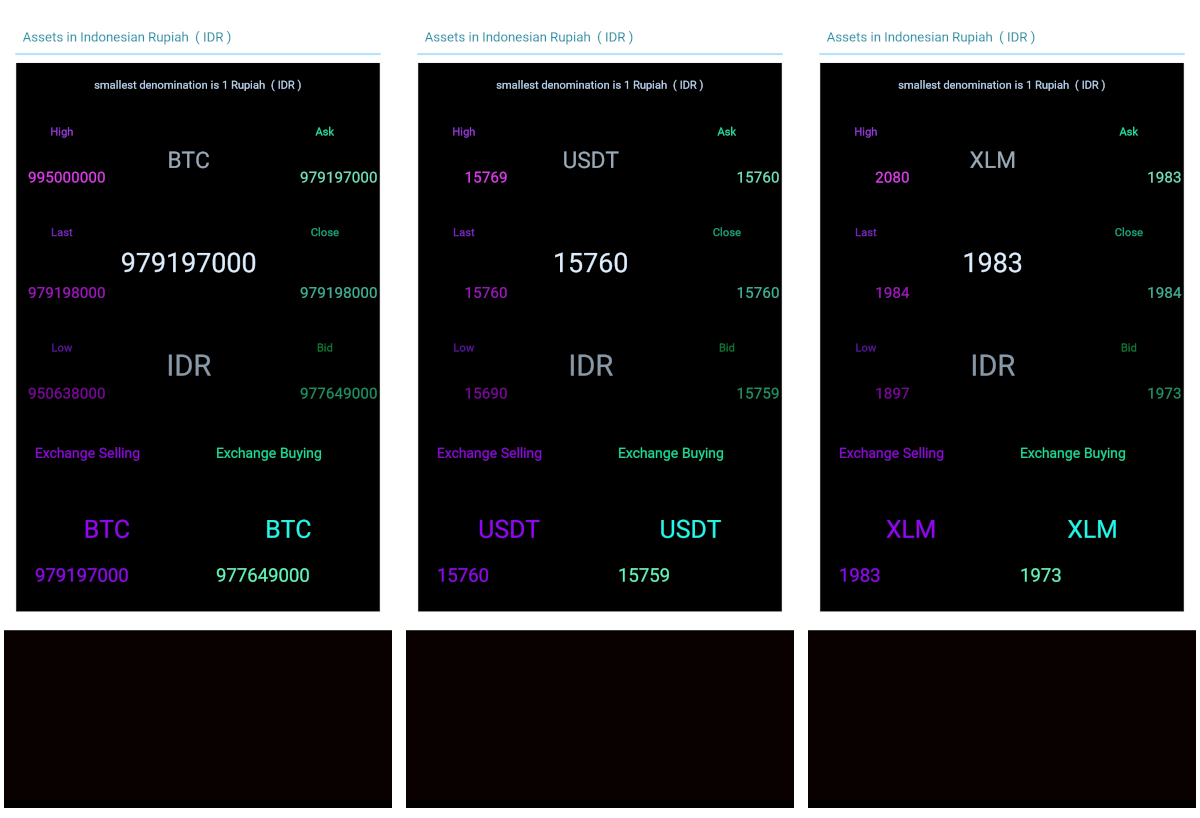 Assets in Indonesian Rupiah ( IDR )
smallest denomination is 1 Rupiah ( IDR )
High
Ask
BTC
995000000
979197000
Last
Close
979197000
979198000
979198000
Low
Bid
IDR
950638000
977649000
Exchange Selling
Exchange Buying
BTC
BTC
979197000
977649000
Assets in Indonesian Rupiah ( IDR )
smallest denomination is 1 Rupiah ( IDR )
High
Ask
USDT
15769
15760
Last
Close
15760
15760
15760
Low
Bid
IDR
15690
15759
Exchange Selling
Exchange Buying
USDT
USDT
15760
15759
Assets in Indonesian Rupiah ( IDR )
smallest denomination is 1 Rupiah ( IDR )
High
Ask
XLM
2080
1983
Last
Close
1983
1984
1984
Low
Bid
IDR
1897
1973
Exchange Selling
Exchange Buying
XLM
XLM
1983
1973